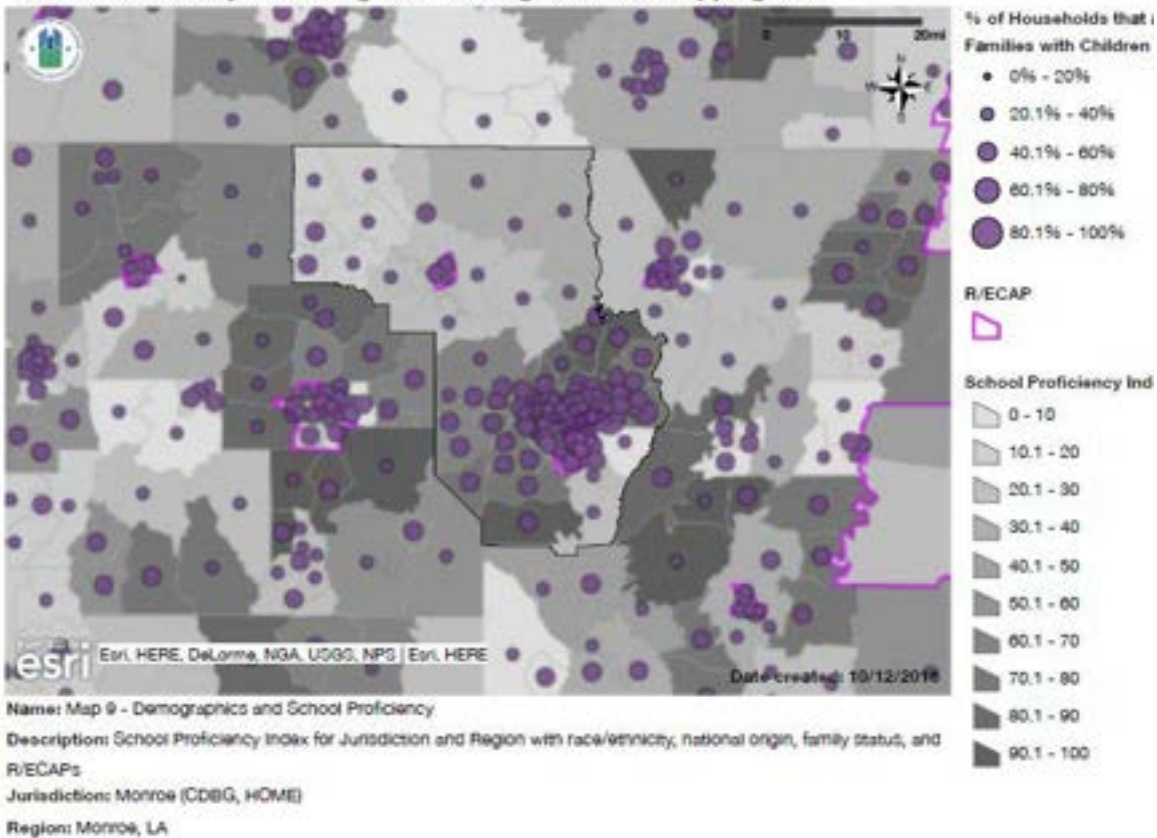 0 10 20mi
N
W E
S
esri Esri, HERE, DeLorme, NGA, USGS, NPS | Esri, HERE
Date created: 10/12/2016
Name: Map 9 - Demographics and School Proficiency
Description: School Proficiency Index for Jurisdiction and Region with race/ethnicity, national origin, family status, and
R/ECAPs
Jurisdiction: Monroe (CDBG, HOME)
Region: Monroe, LA
% of Households that a
Families with Children
0% - 20%
20.1% - 40%
40.1% - 60%
60.1% - 80%
80.1% - 100%
R/ECAP
School Proficiency Ind
0 - 10
10.1 - 20
20.1 - 30
30.1 - 40
40.1 - 50
50.1 - 60
60.1 - 70
70.1 - 80
80.1 - 90
90.1 - 100